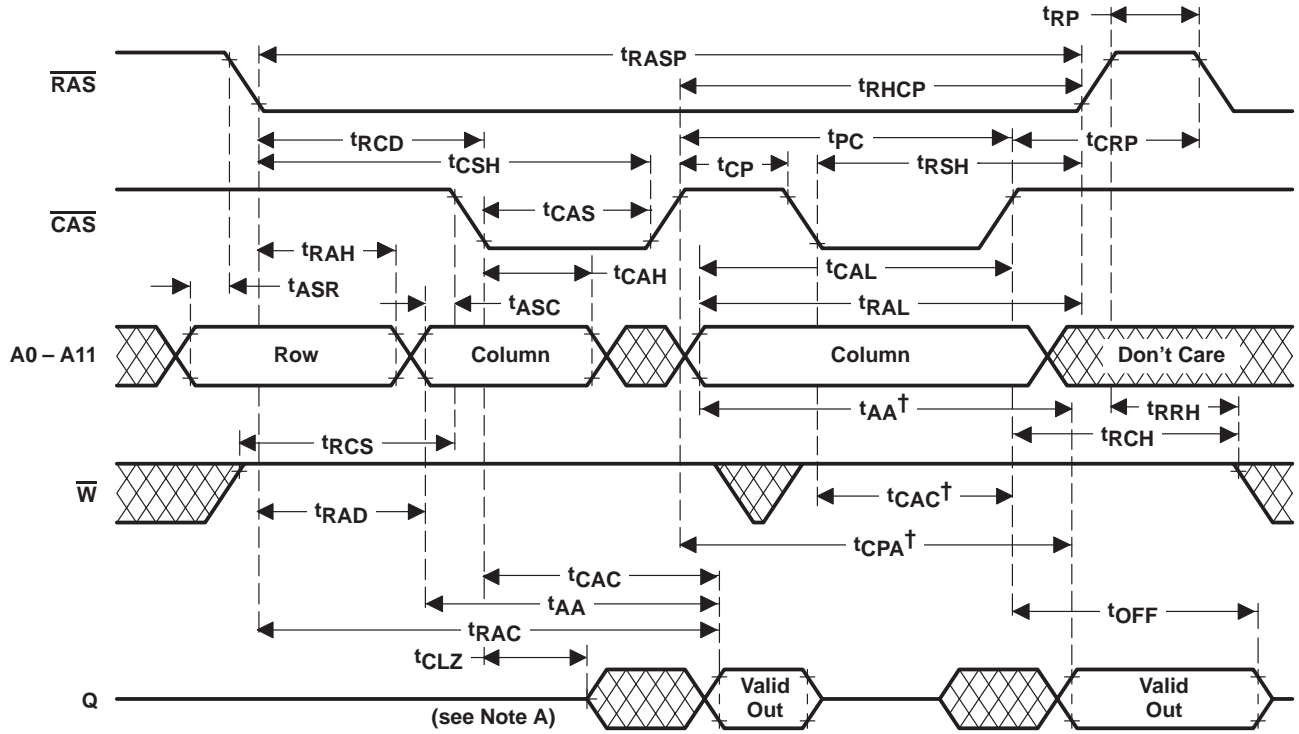 tRP
tRASP
RAS
tRHCP
tRCD
tPC
tCRP
tCSH
tCP
tRSH
CAS
tCAS
tRAH
tCAH
tCAL
tASR
tASC
tRAL
A0 – A11
Row
Column
Column
Don't Care
tAA†
tRRH
tRCS
tRCH
W
tCAC†
tRAD
tCPA†
tCAC
tAA
tOFF
tRAC
tCLZ
Q
(see Note A)
Valid
Out
Valid
Out